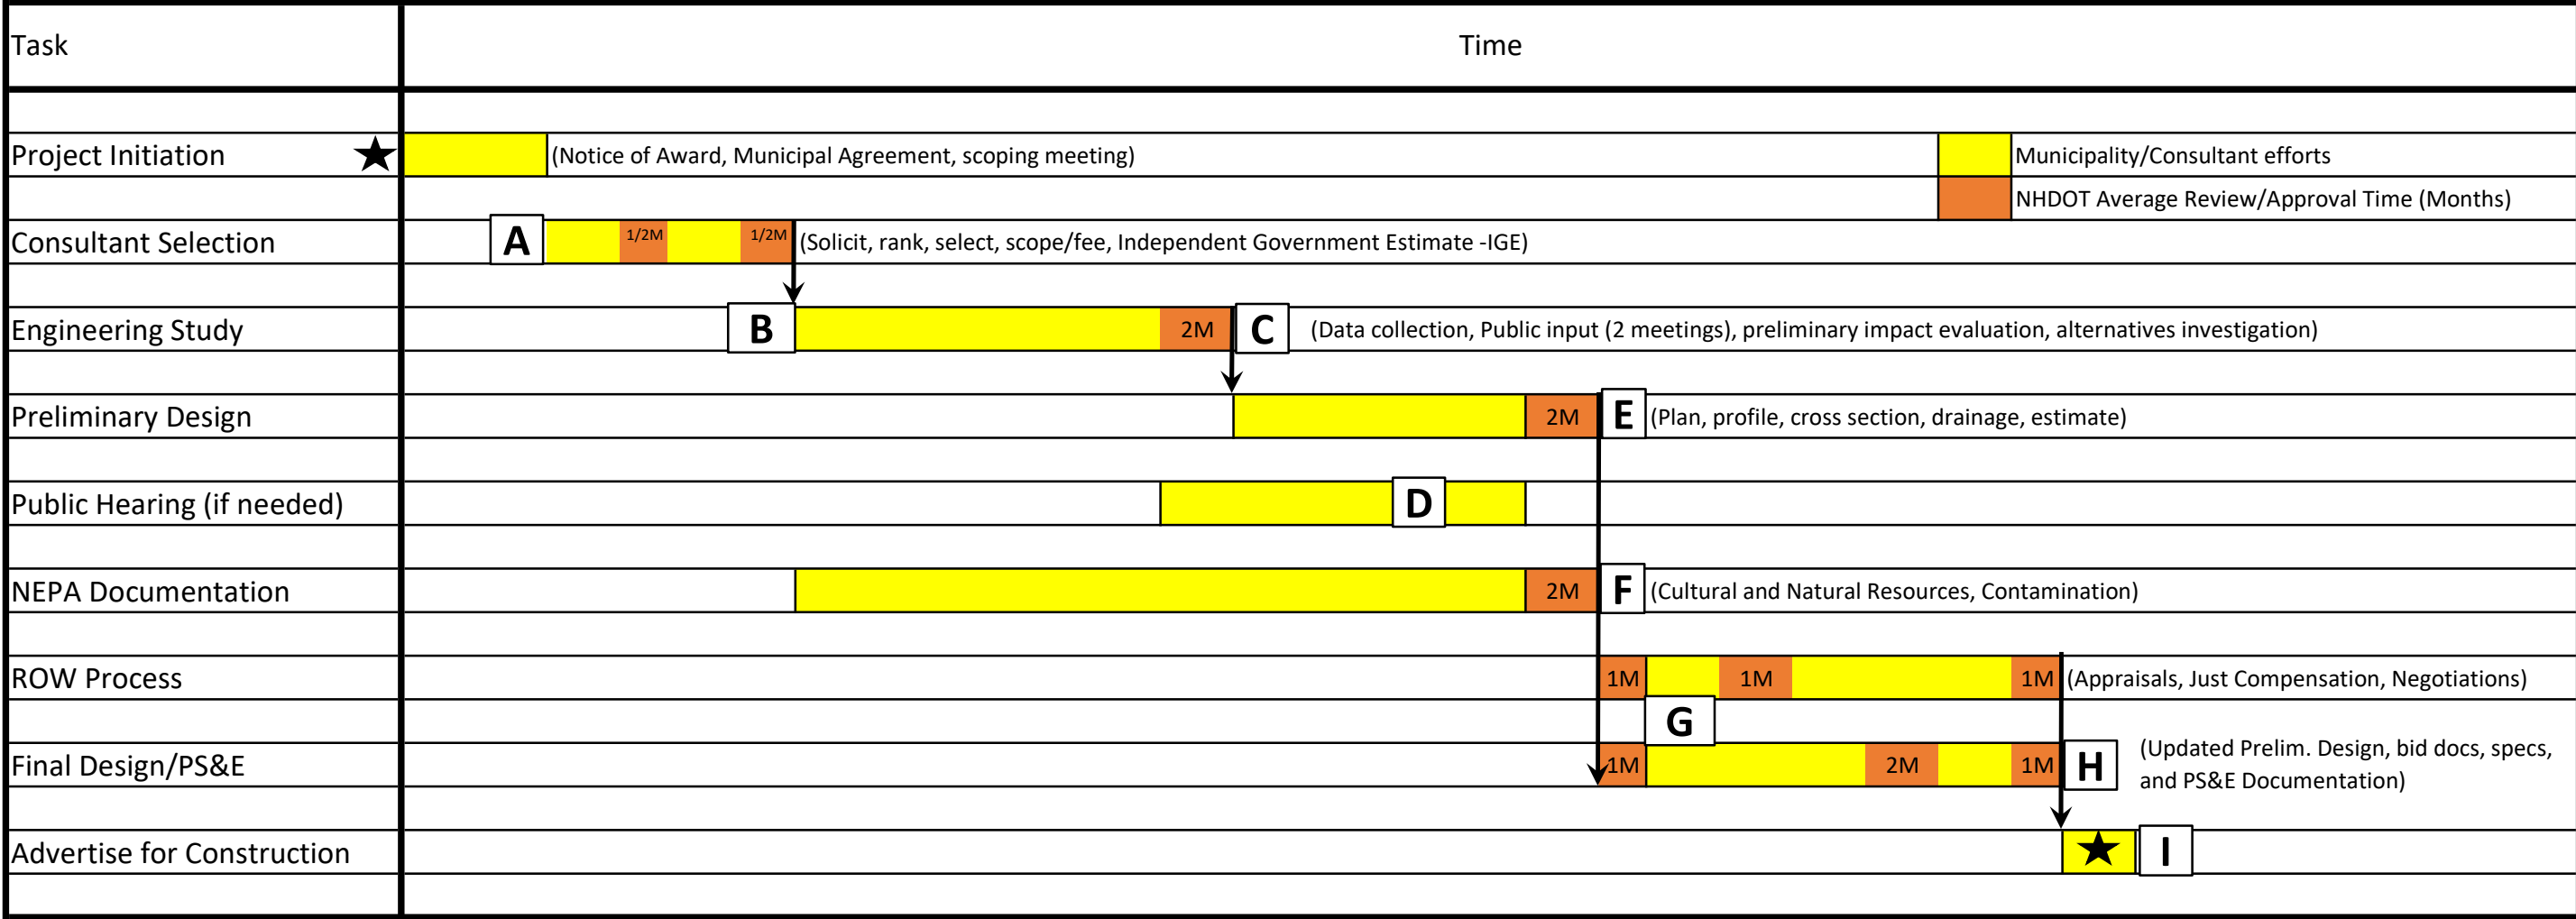 Task
Time
Project Initiation
(Notice of Award, Municipal Agreement, scoping meeting)
Municipality/Consultant efforts
NHDOT Average Review/Approval Time (Months)
Consultant Selection
A
1/2M
1/2M
(Solicit, rank, select, scope/fee, Independent Government Estimate -IGE)
Engineering Study
B
2M
C
(Data collection, Public input (2 meetings), preliminary impact evaluation, alternatives investigation)
Preliminary Design
2M
E
(Plan, profile, cross section, drainage, estimate)
Public Hearing (if needed)
D
NEPA Documentation
2M
F
(Cultural and Natural Resources, Contamination)
ROW Process
1M
1M
1M
(Appraisals, Just Compensation, Negotiations)
G
Final Design/PS&E
1M
2M
1M
H
(Updated Prelim. Design, bid docs, specs,
and PS&E Documentation)
Advertise for Construction
I